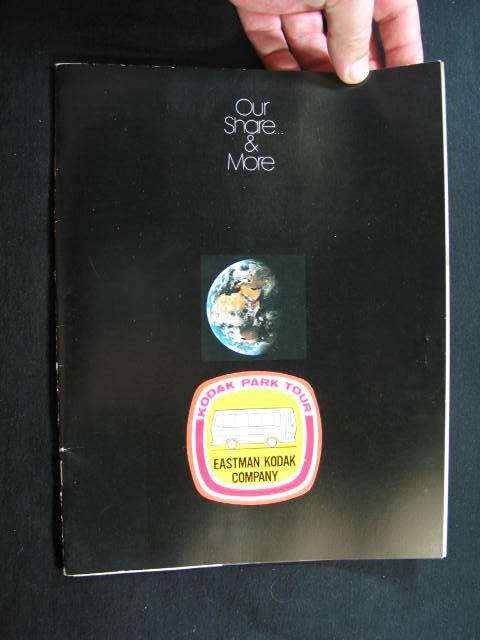 Our
Share...
&
More
KODAK PARK TOUR
EASTMAN KODAK
COMPANY